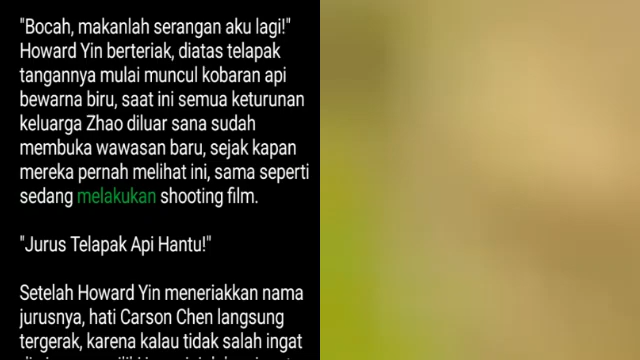 "Bocah, makanlah serangan aku lagi!"
Howard Yin berteriak, diatas telapak
tangannya mulai muncul kobaran api
bewarna biru, saat ini semua keturunan
keluarga Zhao diluar sana sudah
membuka wawasan baru, sejak kapan
mereka pernah melihat ini, sama seperti
sedang melakukan shooting film.
"Jurus Telapak Api Hantu!"
Setelah Howard Yin meneriakkan nama
jurusnya, hati Carson Chen langsung
tergerak, karena kalau tidak salah ingat